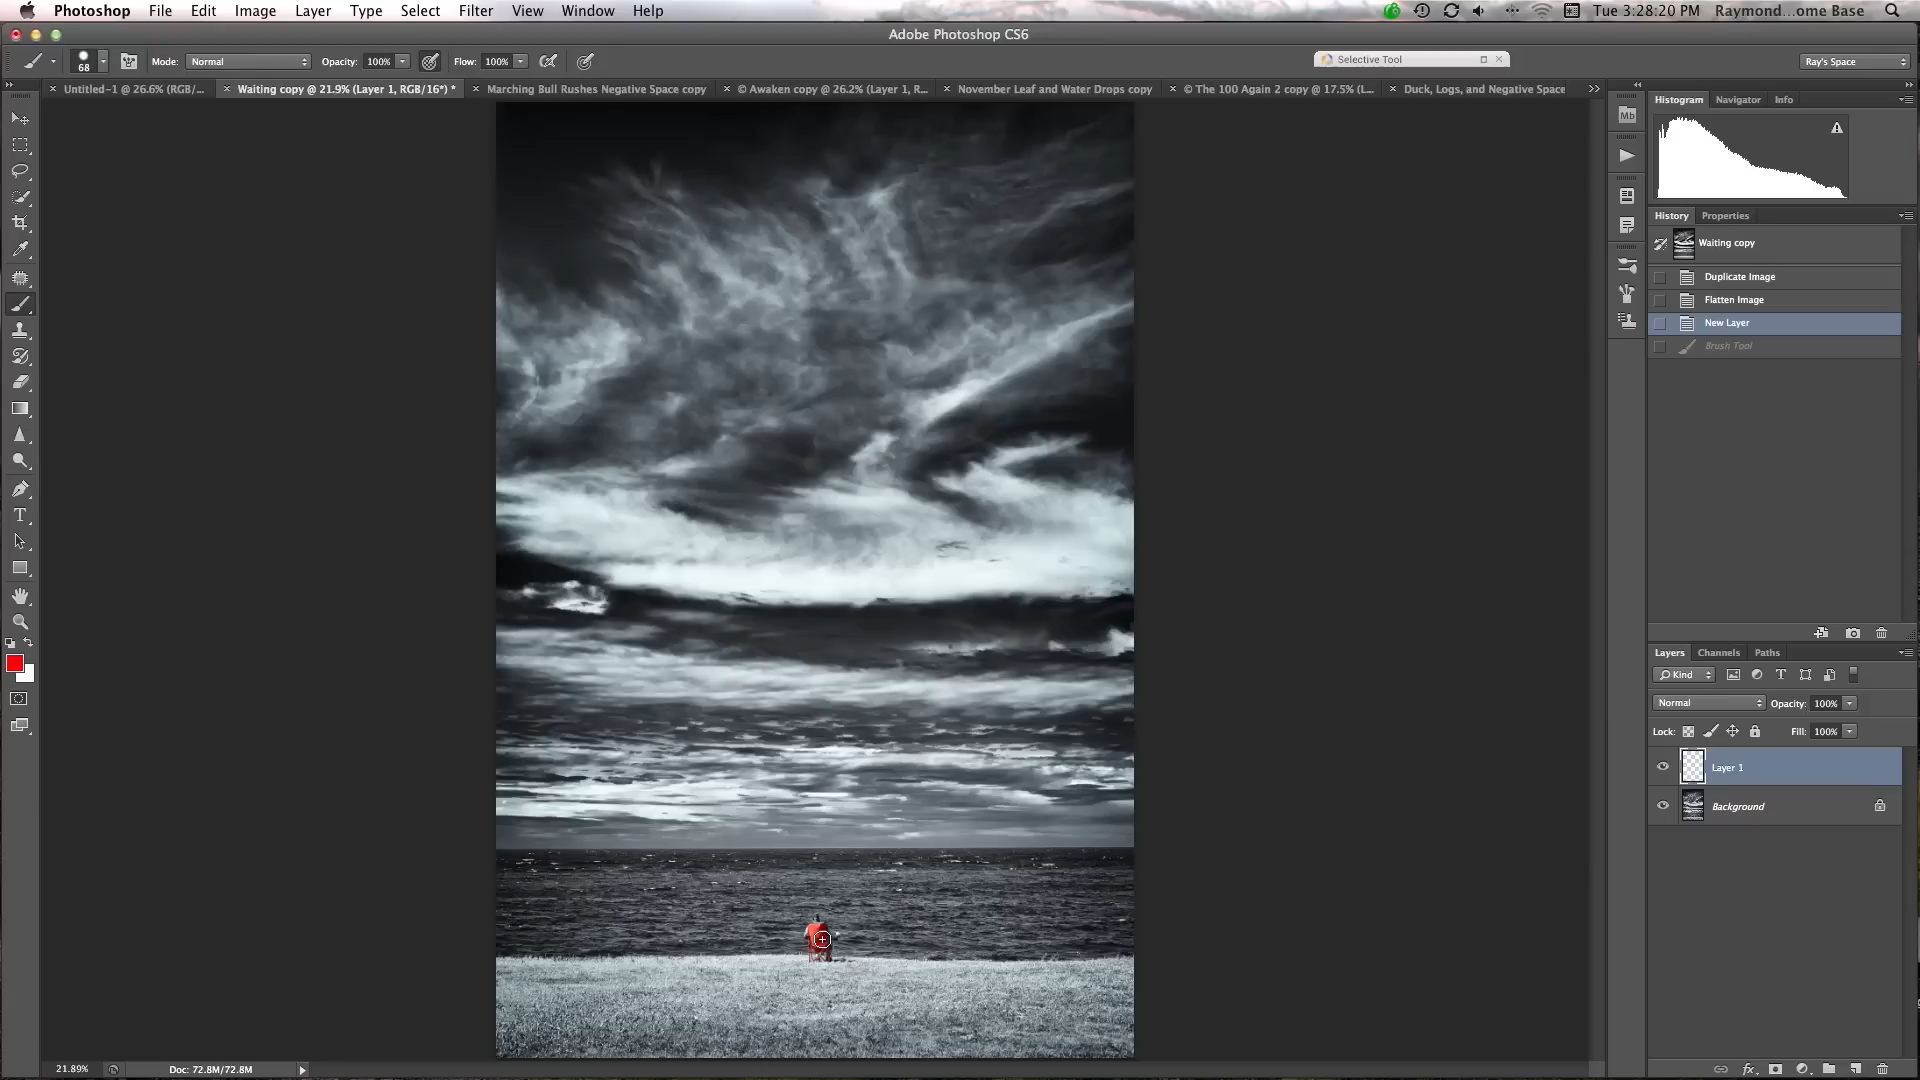 Photoshop File Edit Image Layer Type Select Filter View Window Help Tue 3:28:20 PM Raymond...ome Base
Adobe Photoshop CS6
68 Mode: Normal Opacity: 100% Flow: 100% Selective Tool Ray's Space
Untitled-1 @ 26.6% (RGB/... Waiting copy @ 21.9% (Layer 1, RGB/16*) * Marching Bull Rushes Negative Space copy © Awaken copy @ 26.2% (Layer 1, R... November Leaf and Water Drops copy © The 100 Again 2 copy @ 17.5% (L... Duck, Logs, and Negative Space
Histogram Navigator Info
Mb
History Properties
Waiting copy
Duplicate Image
Flatten Image
New Layer
Brush Tool
Layers Channels Paths
Kind
Normal Opacity: 100%
Lock: Fill: 100%
Layer 1
Background
21.89% Doc: 72.8M/72.8M
fx